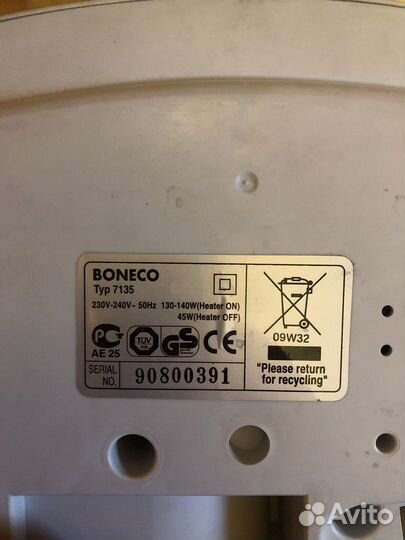 BONECO
Typ 7135
230V-240V~ 50Hz 130-140W(Heater ON)
45W(Heater OFF)
AE 25
TÜV
GS
CE
SERIAL NO. 90800391
09W32
"Please return
for recycling"
Avito